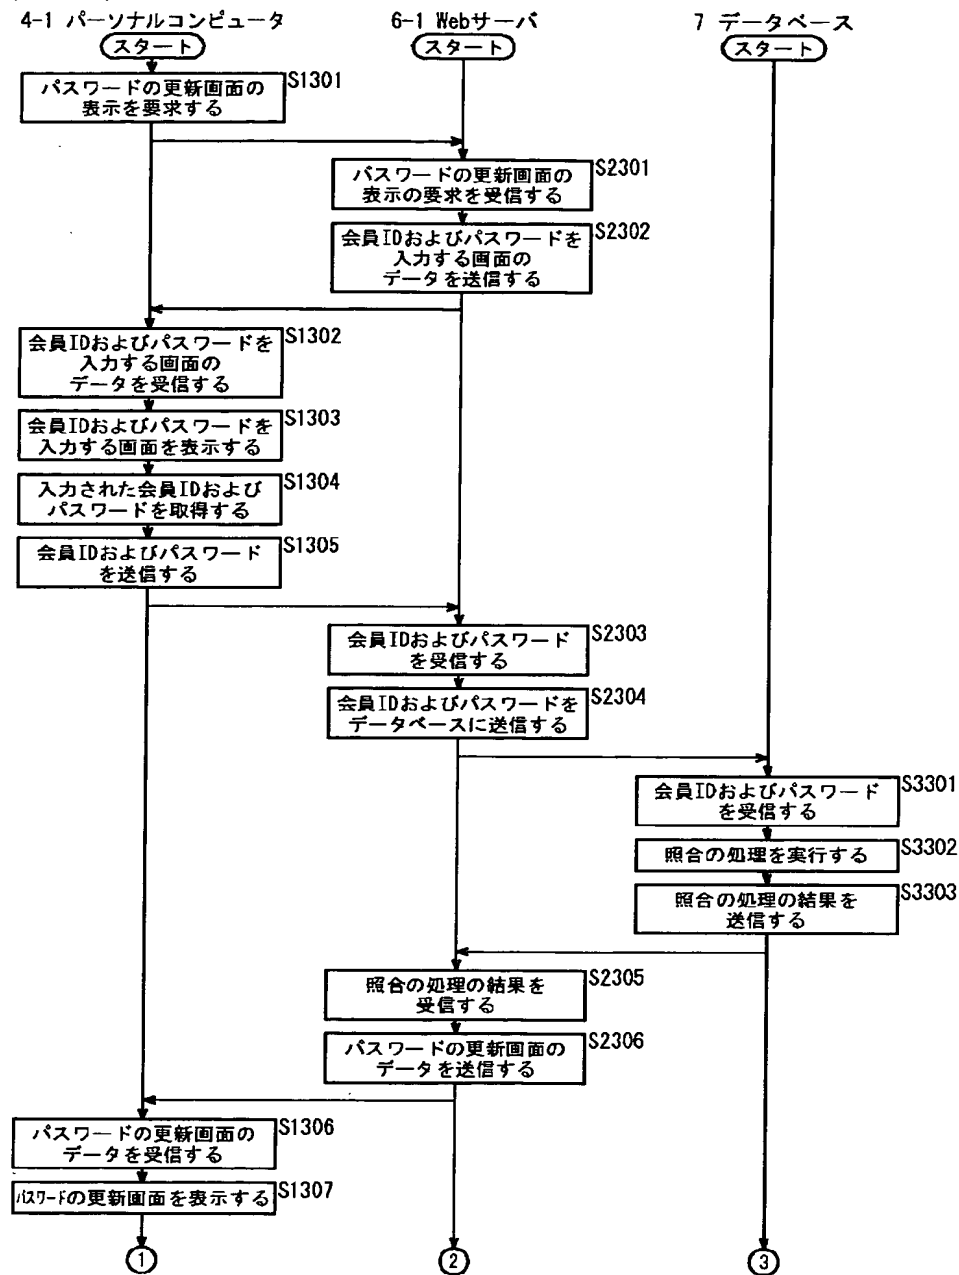 4-1 パーソナルコンピュータ
6-1 Webサーバ
7 データベース
スタート
スタート
スタート
パスワードの更新画面の
表示を要求する
S1301
パスワードの更新画面の
表示の要求を受信する
S2301
会員IDおよびパスワードを
入力する画面の
データを送信する
S2302
会員IDおよびパスワードを
入力する画面の
データを受信する
S1302
会員IDおよびパスワードを
入力する画面を表示する
S1303
入力された会員IDおよび
パスワードを取得する
S1304
会員IDおよびパスワード
を送信する
S1305
会員IDおよびパスワード
を受信する
S2303
会員IDおよびパスワードを
データベースに送信する
S2304
会員IDおよびパスワード
を受信する
S3301
照合の処理を実行する
S3302
照合の処理の結果を
送信する
S3303
照合の処理の結果を
受信する
S2305
パスワードの更新画面の
データを送信する
S2306
パスワードの更新画面の
データを受信する
S1306
パスワードの更新画面を表示する
S1307
1
2
3